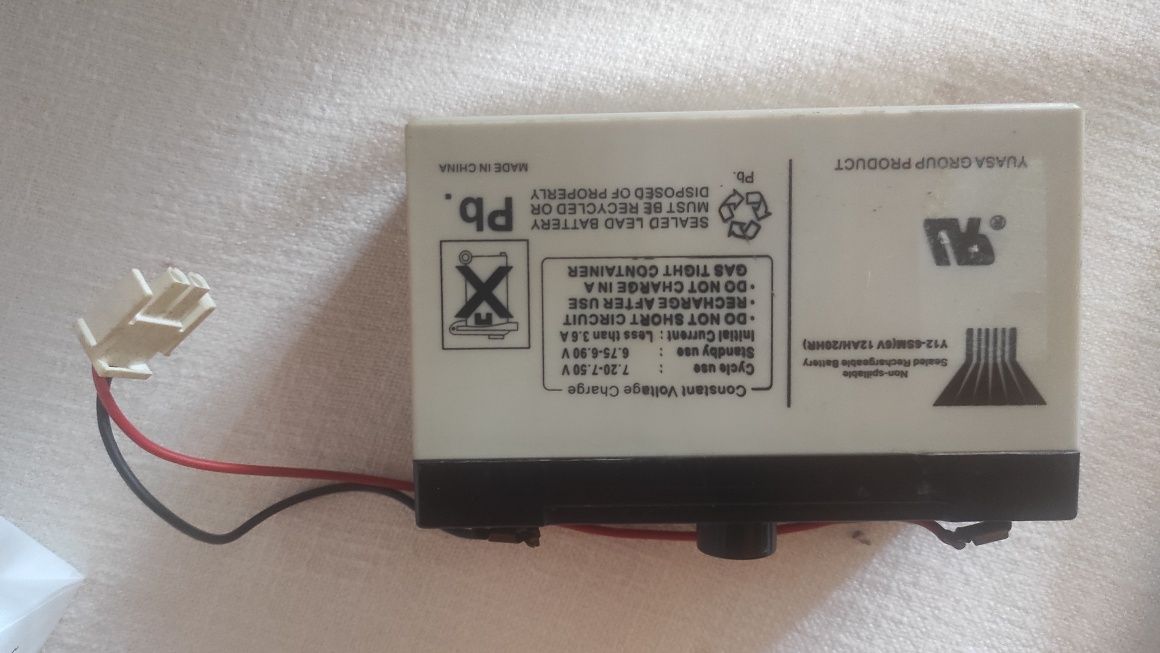 Non-spillable
Sealed Rechargeable Battery
Y12-6SM(6V 12AH/20HR)
UR®
YUASA GROUP PRODUCT
Constant Voltage Charge
Cycle use : 7.20-7.50 V
Standby use : 6.75-6.90 V
Initial Current : Less than 3.6 A
• DO NOT SHORT CIRCUIT
• RECHARGE AFTER USE
• DO NOT CHARGE IN A
GAS TIGHT CONTAINER
Pb.
SEALED LEAD BATTERY
MUST BE RECYCLED OR
DISPOSED OF PROPERLY
Pb.
MADE IN CHINA